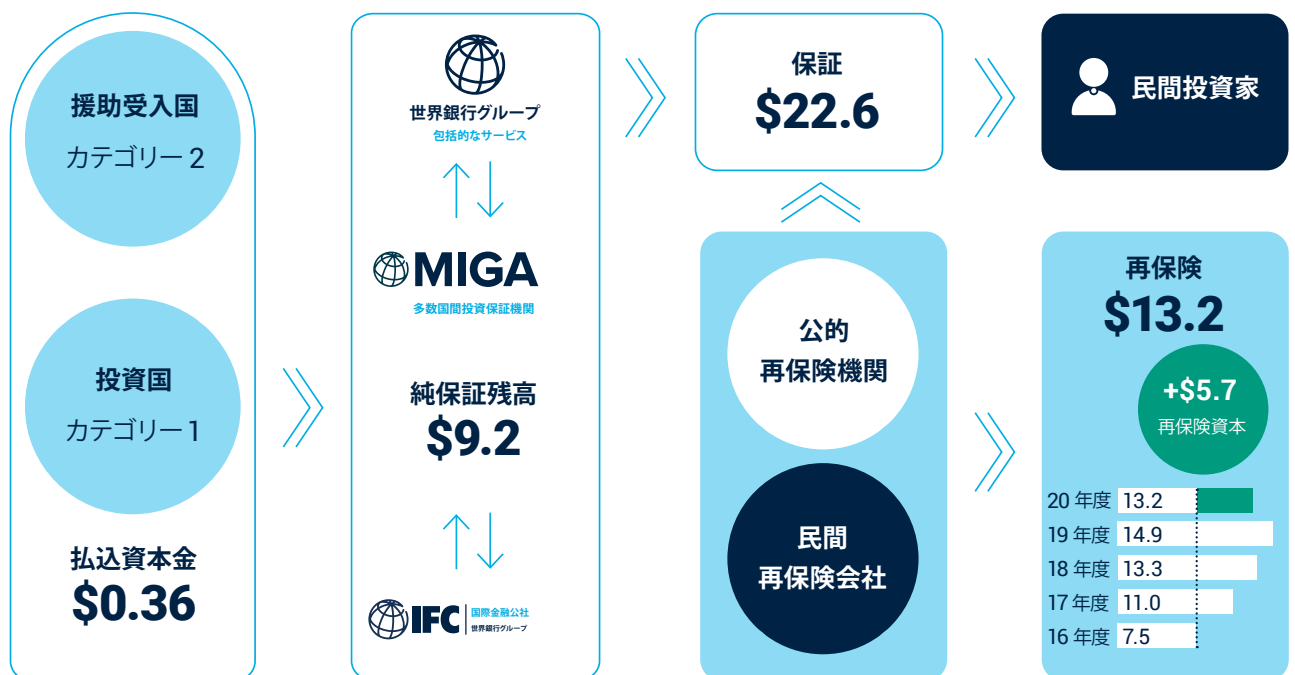 援助受入国
カテゴリー 2
投資国
カテゴリー 1
払込資本金
$0.36
世界銀行グループ
包括的なサービス
MIGA
多数国間投資保証機関
純保証残高
$9.2
IFC
国際金融公社
世界銀行グループ
保証
$22.6
公的
再保険機関
民間
再保険会社
民間投資家
再保険
$13.2
+$5.7
再保険資本
20 年度 13.2
19 年度 14.9
18 年度 13.3
17 年度 11.0
16 年度 7.5